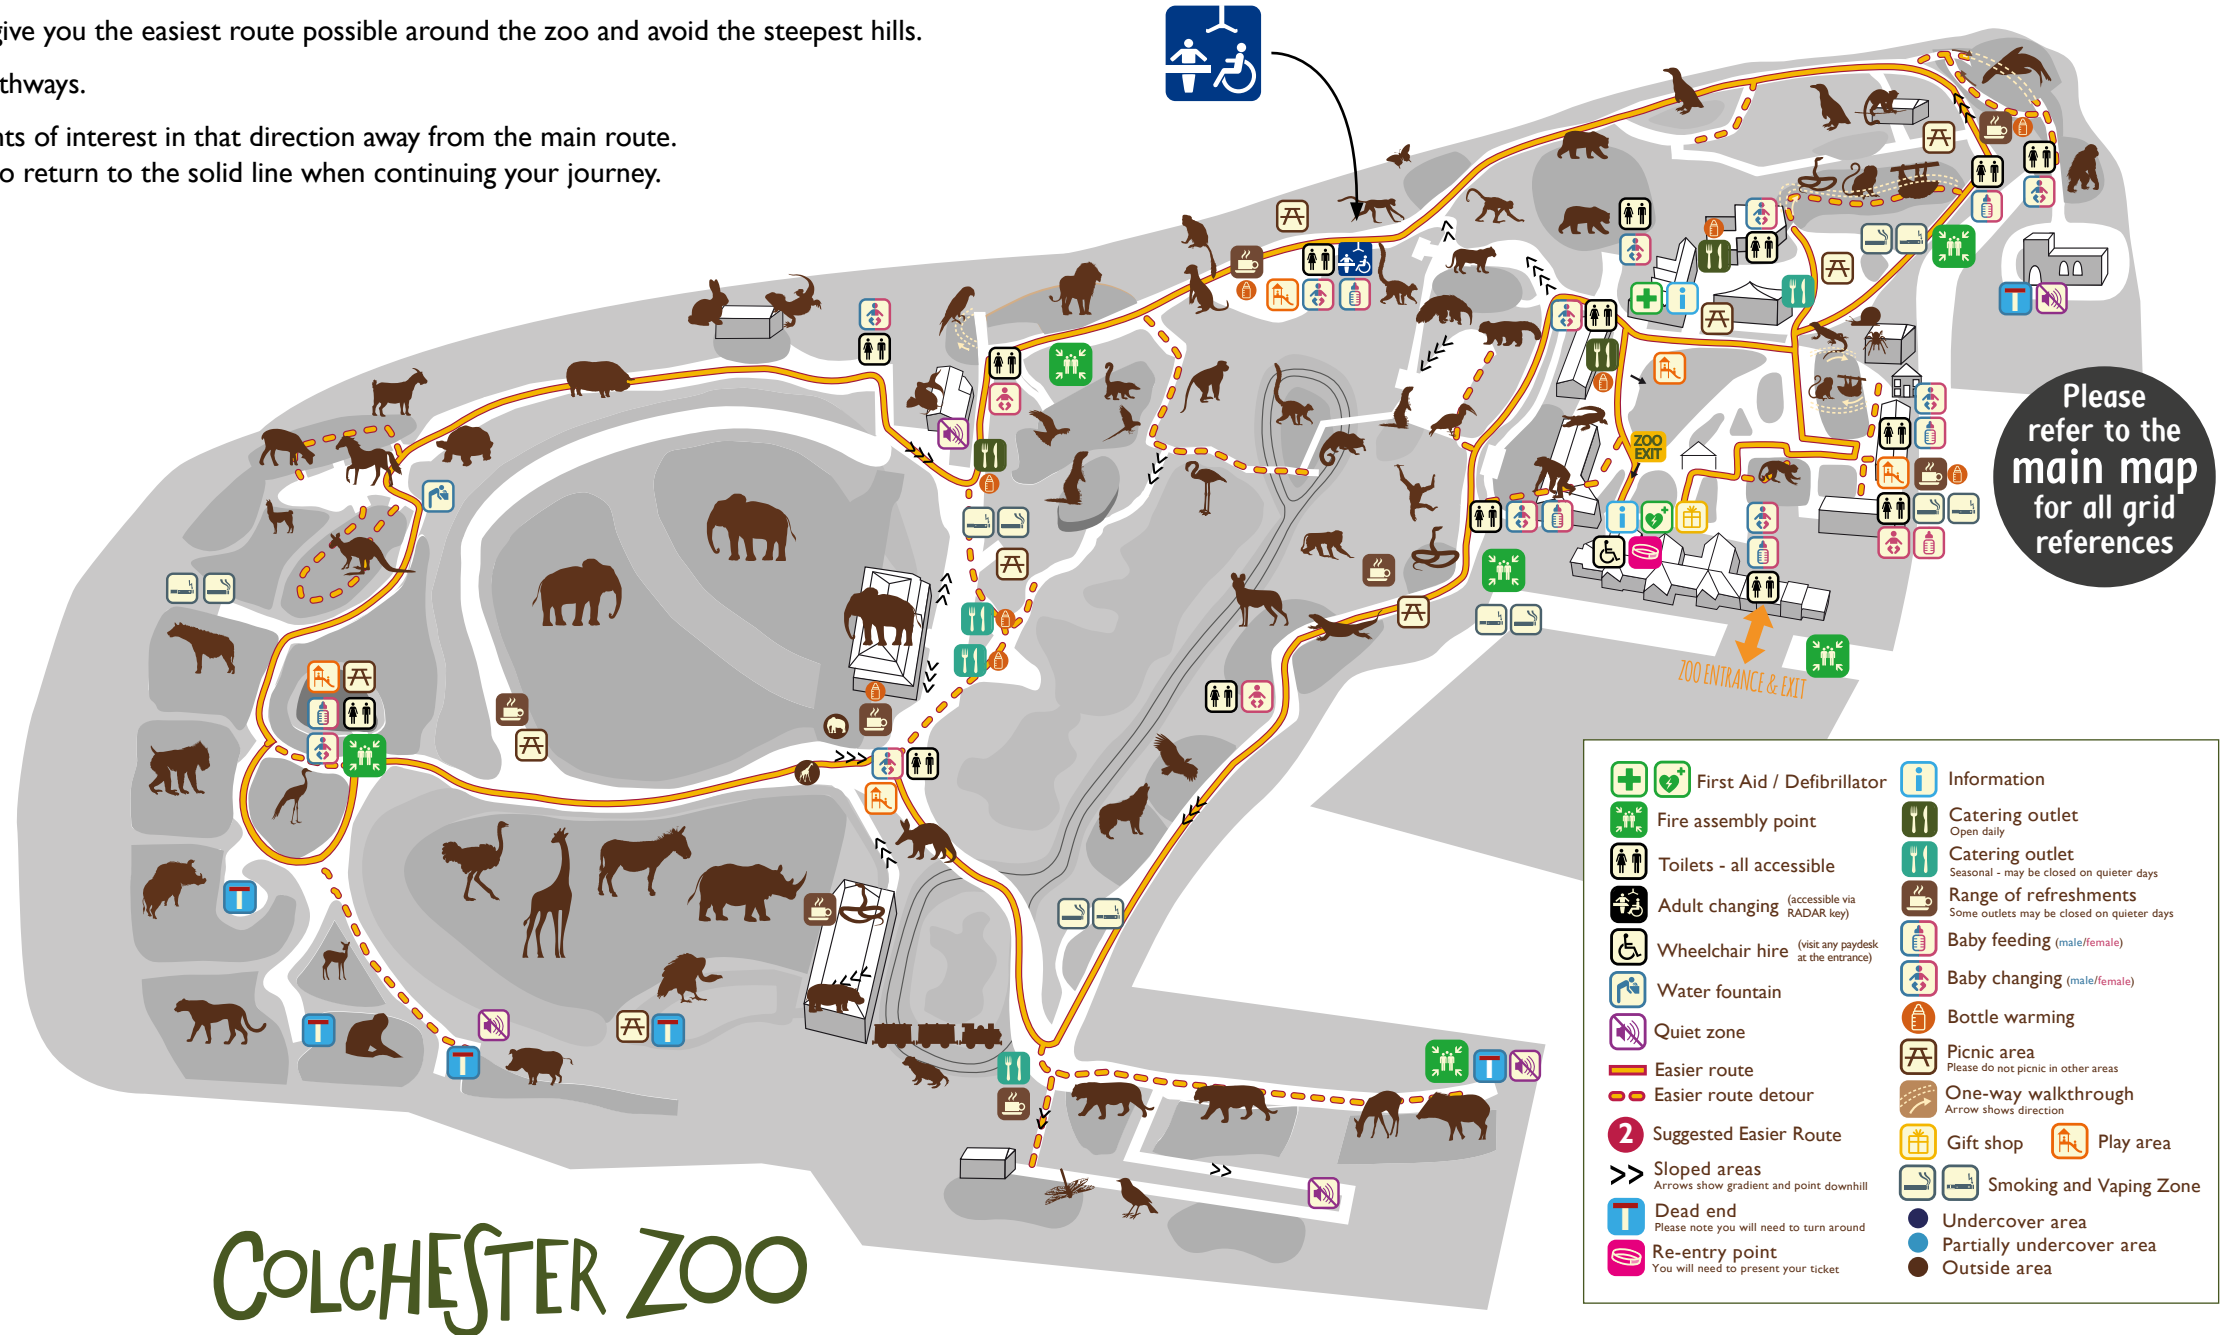 give you the easiest route possible around the zoo and avoid the steepest hills.
thways.
nts of interest in that direction away from the main route.
o return to the solid line when continuing your journey.
ZOO
EXIT
Please
refer to the
main map
for all grid
references
ZOO ENTRANCE & EXIT
First Aid / Defibrillator
Fire assembly point
Toilets - all accessible
Adult changing (accessible via
RADAR key)
Wheelchair hire (visit any paydesk
at the entrance)
Water fountain
Quiet zone
Easier route
Easier route detour
2 Suggested Easier Route
Sloped areas
Arrows show gradient and point downhill
Dead end
Please note you will need to turn around
Re-entry point
You will need to present your ticket
Information
Catering outlet
Open daily
Catering outlet
Seasonal - may be closed on quieter days
Range of refreshments
Some outlets may be closed on quieter days
Baby feeding (male/female)
Baby changing (male/female)
Bottle warming
Picnic area
Please do not picnic in other areas
One-way walkthrough
Arrow shows direction
Gift shop
Play area
Smoking and Vaping Zone
Undercover area
Partially undercover area
Outside area
COLCHESTER ZOO